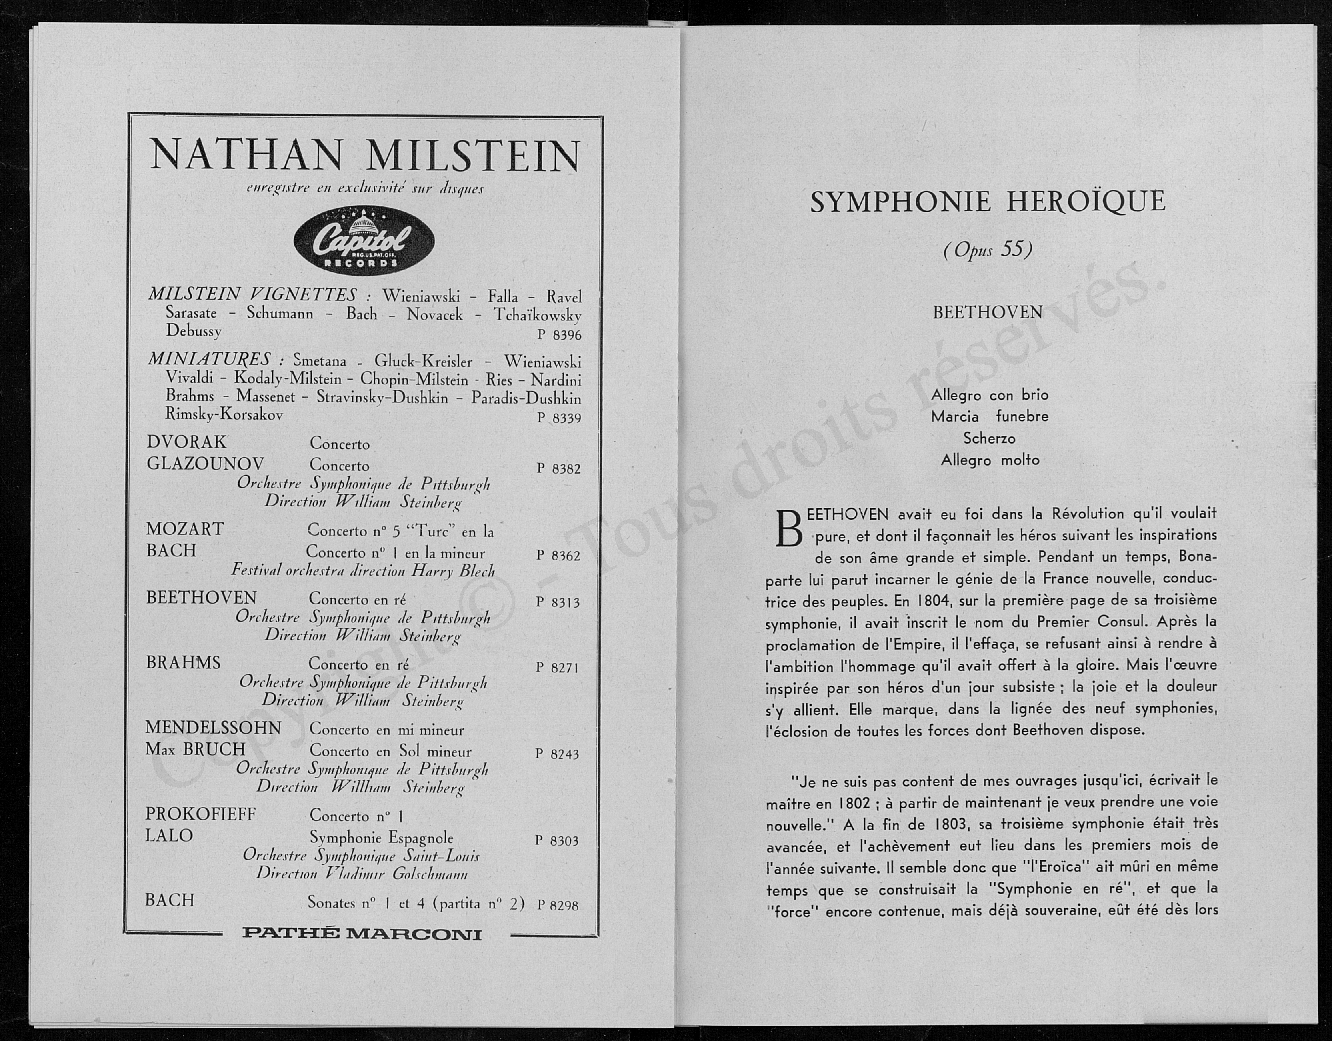 NATHAN MILSTEIN
enregistre en exclusivité sur disques
Capitol
REG. U.S. PAT. OFF.
RECORDS
MILSTEIN VIGNETTES : Wieniawski - Falla - Ravel
Sarasate - Schumann - Bach - Novacek - Tchaïkowsky
Debussy P 8396
MINIATURES : Smetana - Gluck-Kreisler - Wieniawski
Vivaldi - Kodaly-Milstein - Chopin-Milstein - Ries - Nardini
Brahms - Massenet - Stravinsky-Dushkin - Paradis-Dushkin
Rimsky-Korsakov P 8339
DVORAK Concerto
GLAZOUNOV Concerto P 8382
Orchestre Symphonique de Pittsburgh
Direction William Steinberg
MOZART Concerto n° 5 “Turc” en la
BACH Concerto n° 1 en la mineur P 8362
Festival orchestra direction Harry Blech
BEETHOVEN Concerto en ré P 8313
Orchestre Symphonique de Pittsburgh
Direction William Steinberg
BRAHMS Concerto en ré P 8271
Orchestre Symphonique de Pittsburgh
Direction William Steinberg
MENDELSSOHN Concerto en mi mineur
Max BRUCH Concerto en Sol mineur P 8243
Orchestre Symphonique de Pittsburgh
Direction William Steinberg
PROKOFIEFF Concerto n° 1
LALO Symphonie Espagnole P 8303
Orchestre Symphonique Saint-Louis
Direction Vladimir Golschmann
BACH Sonates n° 1 et 4 (partita n° 2) P 8298
PATHÉ MARCONI
SYMPHONIE HEROÏQUE
(Opus 55)
BEETHOVEN
Allegro con brio
Marcia funebre
Scherzo
Allegro molto
BEETHOVEN avait eu foi dans la Révolution qu'il voulait
pure, et dont il façonnait les héros suivant les inspirations
de son âme grande et simple. Pendant un temps, Bona-
parte lui parut incarner le génie de la France nouvelle, conduc-
trice des peuples. En 1804, sur la première page de sa troisième
symphonie, il avait inscrit le nom du Premier Consul. Après la
proclamation de l'Empire, il l'effaça, se refusant ainsi à rendre à
l'ambition l'hommage qu'il avait offert à la gloire. Mais l'œuvre
inspirée par son héros d'un jour subsiste ; la joie et la douleur
s'y allient. Elle marque, dans la lignée des neuf symphonies,
l'éclosion de toutes les forces dont Beethoven dispose.
"Je ne suis pas content de mes ouvrages jusqu'ici, écrivait le
maître en 1802 ; à partir de maintenant je veux prendre une voie
nouvelle." A la fin de 1803, sa troisième symphonie était très
avancée, et l'achèvement eut lieu dans les premiers mois de
l'année suivante. Il semble donc que "l'Eroïca" ait mûri en même
temps que se construisait la "Symphonie en ré", et que la
"force" encore contenue, mais déjà souveraine, eût été dès lors
Copyright © - Tous droits réservés.